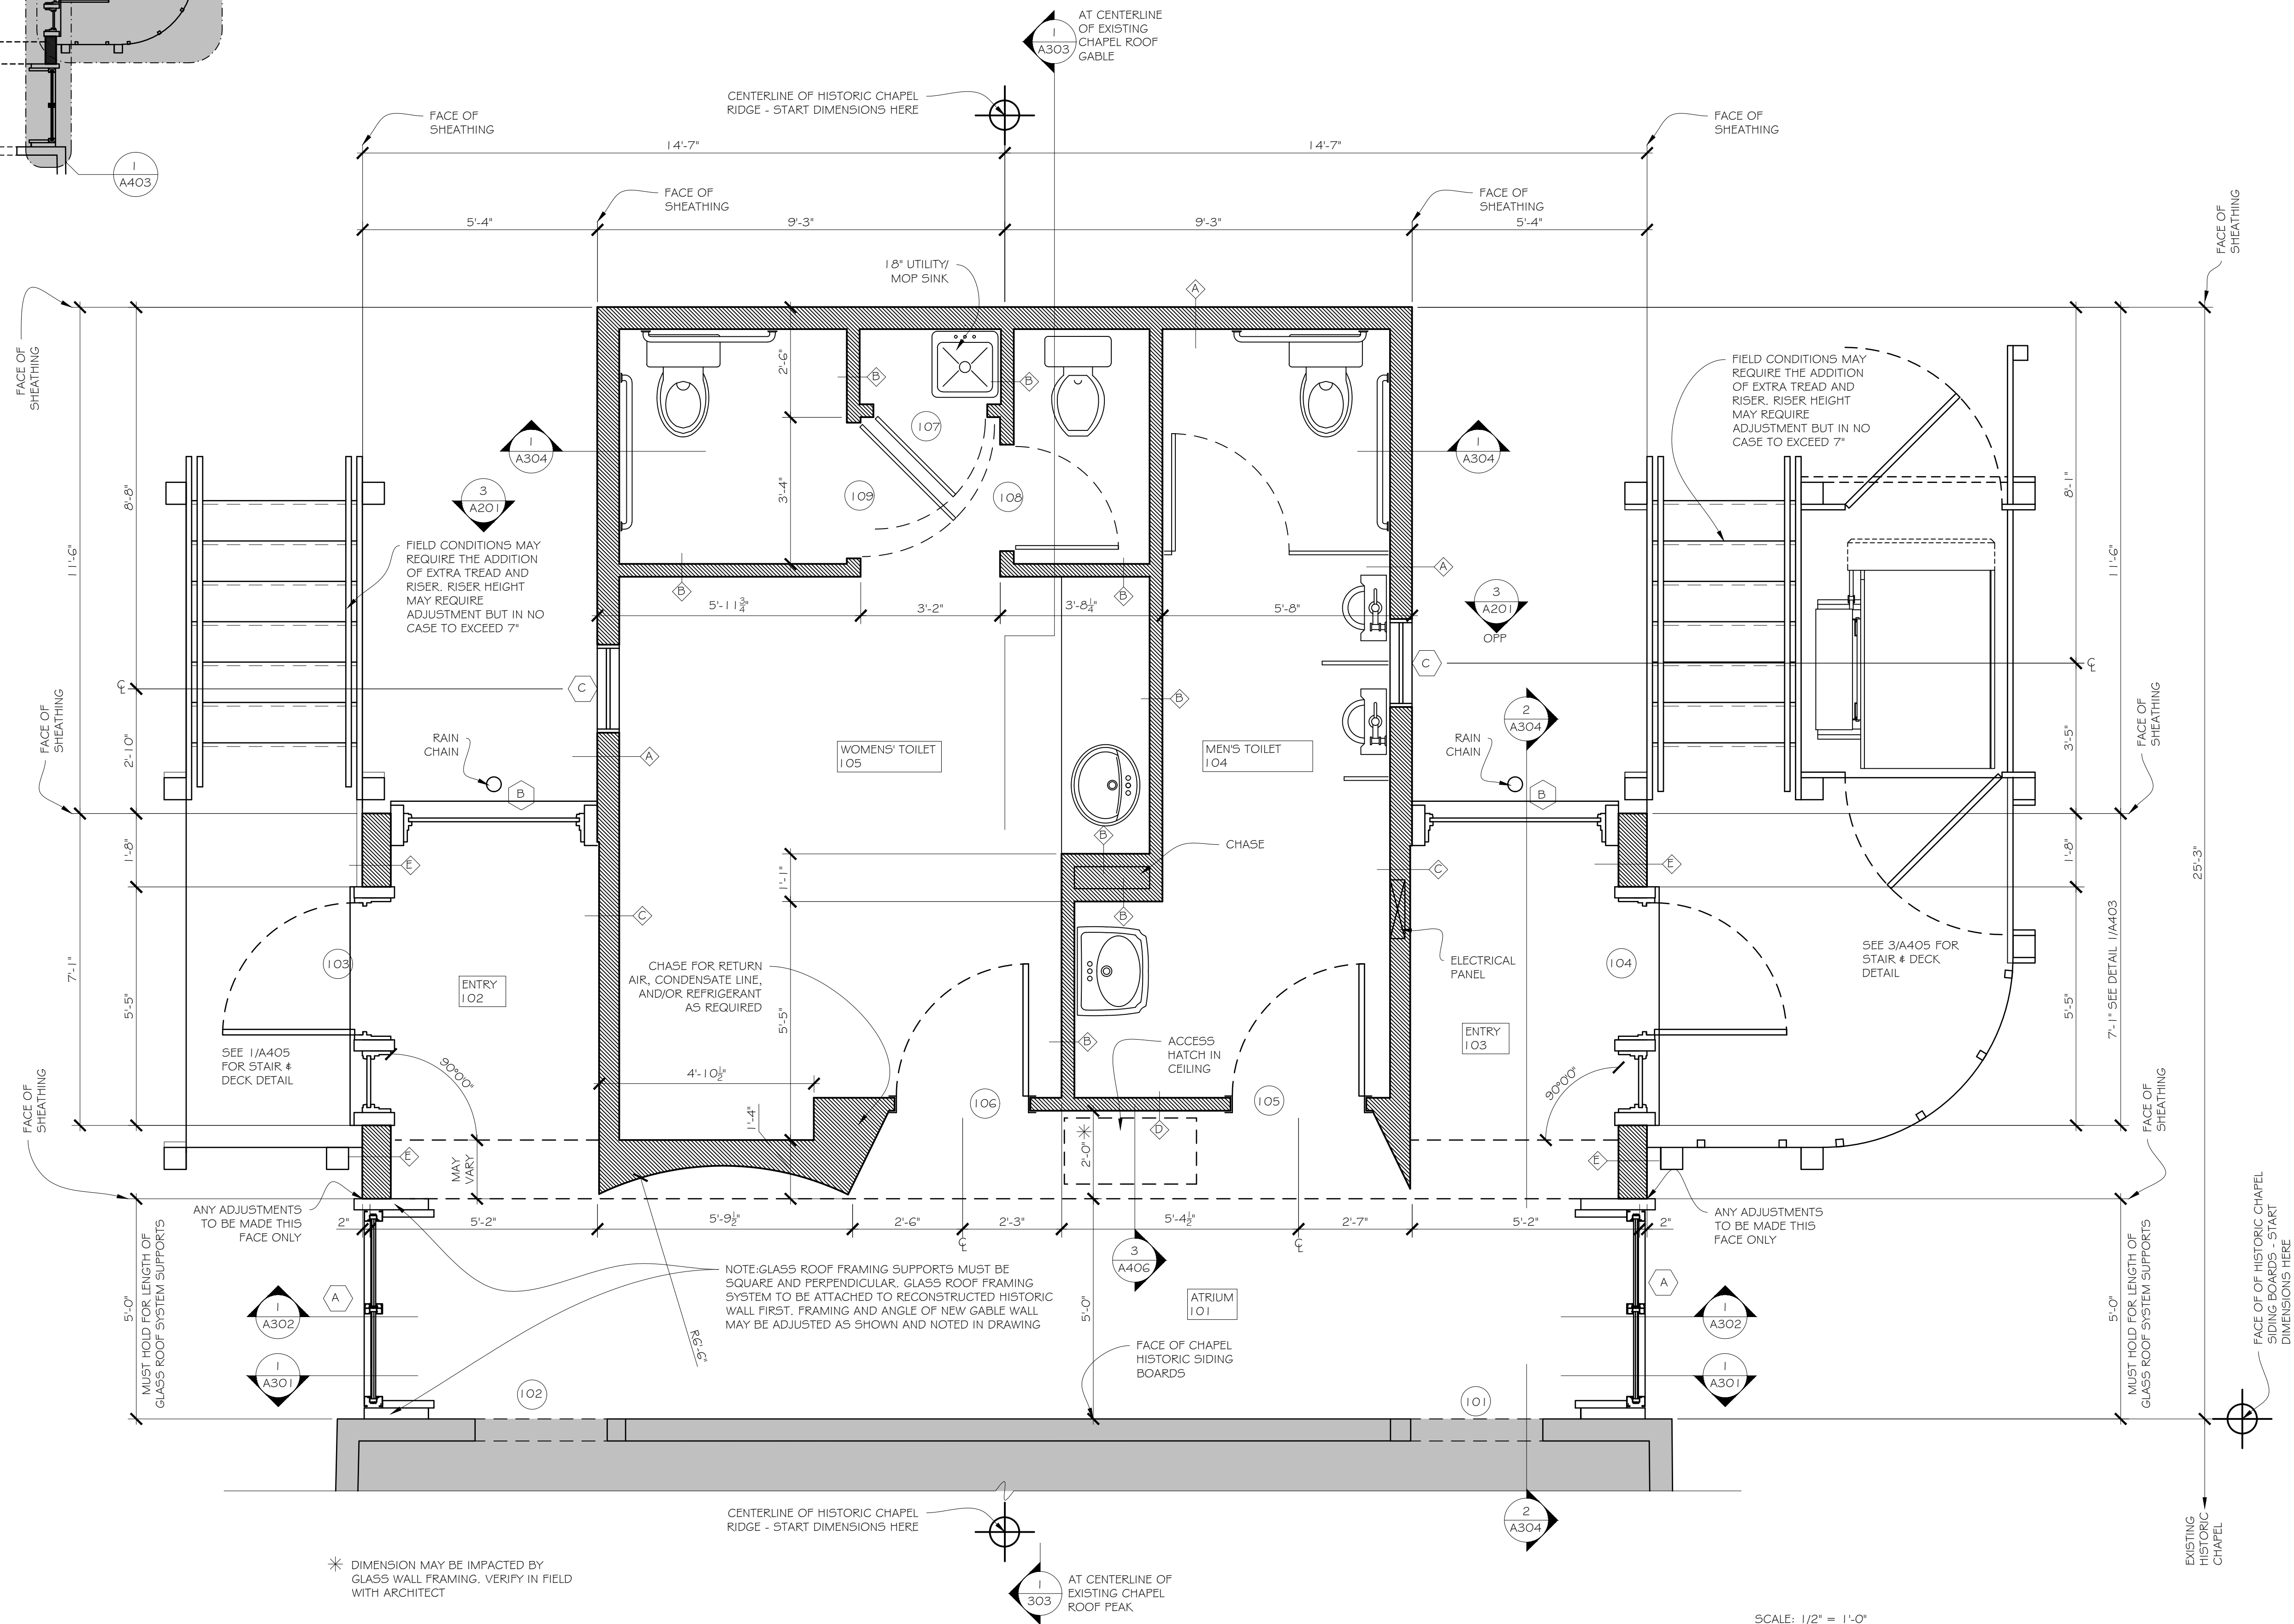 1
A303
AT CENTERLINE
OF EXISTING
CHAPEL ROOF
GABLE
CENTERLINE OF HISTORIC CHAPEL
RIDGE - START DIMENSIONS HERE
FACE OF
SHEATHING
FACE OF
SHEATHING
1
A403
14'-7"
14'-7"
FACE OF
SHEATHING
FACE OF
SHEATHING
5'-4"
9'-3"
9'-3"
5'-4"
FACE OF
SHEATHING
18" UTILITY/
MOP SINK
A
FACE OF
SHEATHING
8'-8"
11'-6"
2'-6"
B
B
107
1
A304
1
A304
3
A201
3'-4"
109
108
FIELD CONDITIONS MAY
REQUIRE THE ADDITION
OF EXTRA TREAD AND
RISER. RISER HEIGHT
MAY REQUIRE
ADJUSTMENT BUT IN NO
CASE TO EXCEED 7"
FIELD CONDITIONS MAY
REQUIRE THE ADDITION
OF EXTRA TREAD AND
RISER. RISER HEIGHT
MAY REQUIRE
ADJUSTMENT BUT IN NO
CASE TO EXCEED 7"
8'-1"
11'-6"
A
B
B
5'-11 3/4"
3'-2"
3'-8 1/4"
5'-8"
3
A201
OPP
C
C
℄
℄
B
FACE OF
SHEATHING
2'-10"
RAIN
CHAIN
B
A
WOMENS' TOILET
105
MEN'S TOILET
104
2
A304
RAIN
CHAIN
B
3'-5"
FACE OF
SHEATHING
1'-8"
E
B
CHASE
1'-1"
C
E
1'-8"
25'-3"
C
B
7'-1"
5'-5"
103
ENTRY
102
CHASE FOR RETURN
AIR, CONDENSATE LINE,
AND/OR REFRIGERANT
AS REQUIRED
5'-5"
ELECTRICAL
PANEL
104
SEE 3/A405 FOR
STAIR & DECK
DETAIL
5'-5"
7'-1" SEE DETAIL 1/A403
SEE 1/A405
FOR STAIR &
DECK DETAIL
90°0'0"
4'-10 1/2"
B
ACCESS
HATCH IN
CEILING
ENTRY
103
90°0'0"
FACE OF
SHEATHING
1'-4"
106
105
D
2'-0"
FACE OF
SHEATHING
E
MAY
VARY
E
ANY ADJUSTMENTS
TO BE MADE THIS
FACE ONLY
2"
5'-2"
5'-9 1/2"
2'-6"
℄
2'-3"
5'-4 1/2"
℄
2'-7"
5'-2"
2"
ANY ADJUSTMENTS
TO BE MADE THIS
FACE ONLY
5'-0"
MUST HOLD FOR LENGTH OF
GLASS ROOF SYSTEM SUPPORTS
A
1
A302
1
A301
R6'-6"
NOTE:GLASS ROOF FRAMING SUPPORTS MUST BE
SQUARE AND PERPENDICULAR. GLASS ROOF FRAMING
SYSTEM TO BE ATTACHED TO RECONSTRUCTED HISTORIC
WALL FIRST. FRAMING AND ANGLE OF NEW GABLE WALL
MAY BE ADJUSTED AS SHOWN AND NOTED IN DRAWING
5'-0"
3
A406
ATRIUM
101
FACE OF CHAPEL
HISTORIC SIDING
BOARDS
A
1
A302
1
A301
5'-0"
MUST HOLD FOR LENGTH OF
GLASS ROOF SYSTEM SUPPORTS
FACE OF OF HISTORIC CHAPEL
SIDING BOARDS - START
DIMENSIONS HERE
102
101
CENTERLINE OF HISTORIC CHAPEL
RIDGE - START DIMENSIONS HERE
2
A304
EXISTING
HISTORIC
CHAPEL
DIMENSION MAY BE IMPACTED BY
GLASS WALL FRAMING. VERIFY IN FIELD
WITH ARCHITECT
1
303
AT CENTERLINE OF
EXISTING CHAPEL
ROOF PEAK
SCALE: 1/2" = 1'-0"